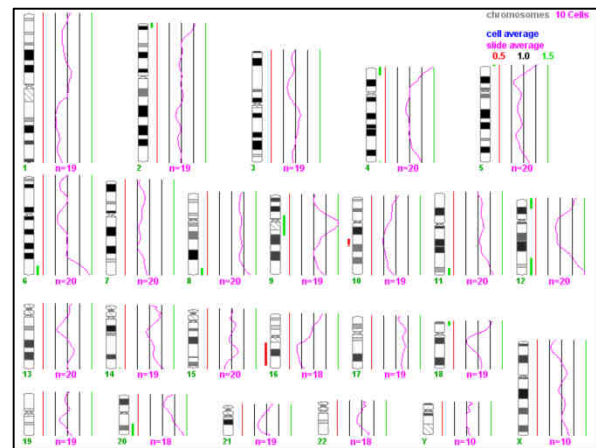 chromosomes 10 Cells
cell average
slide average
0.5 1.0 1.5
1 n=19
2 n=19
3 n=19
4 n=20
5 n=20
6 n=20
7 n=20
8 n=20
9 n=19
10 n=19
11 n=20
12 n=20
13 n=20
14 n=19
15 n=20
16 n=18
17 n=19
18 n=19
19 n=19
20 n=18
21 n=19
22 n=18
Y n=10
X n=10